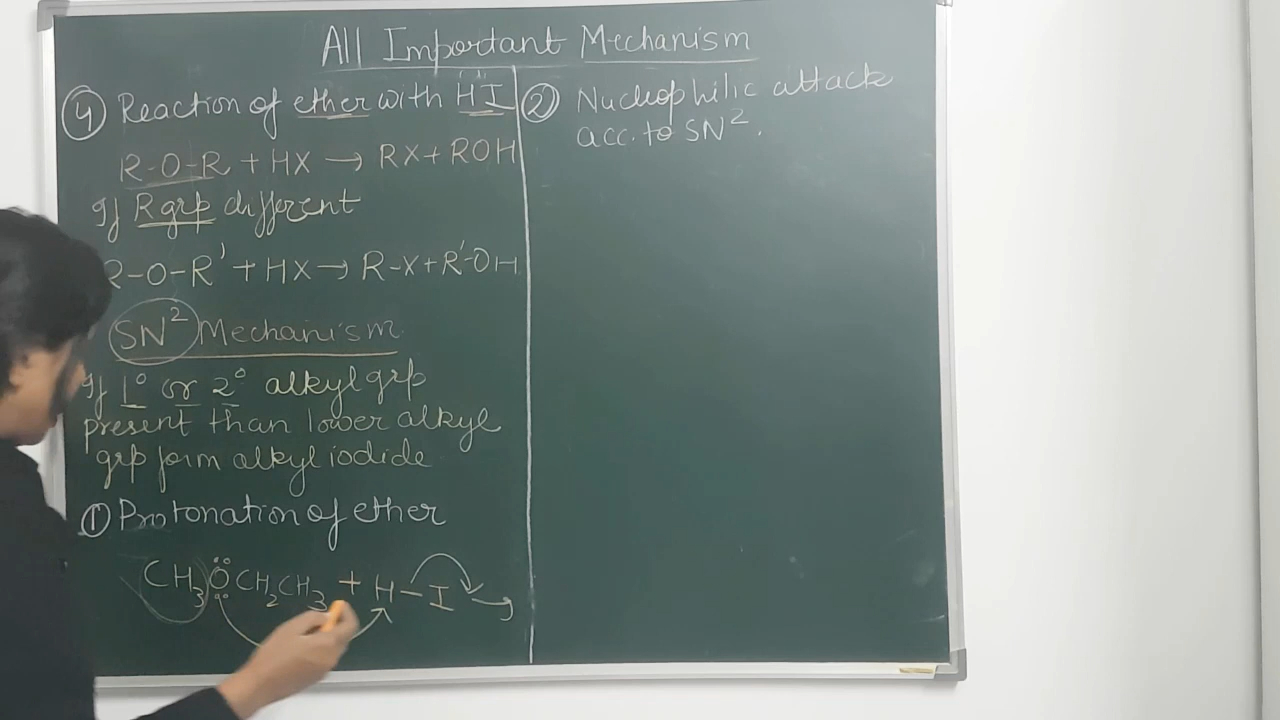 All Important Mechanism
4 Reaction of ether with HI
R-O-R + HX → RX + ROH
If R grp different
R-O-R' + HX → R-X + R'-OH
SN² Mechanism
If 1° or 2° alkyl grp
present than lower alkyl
grp form alkyl iodide
① Protonation of ether
CH₃ÖCH₂CH₃ + H-I →
② Nucleophilic attack
acc. to SN².